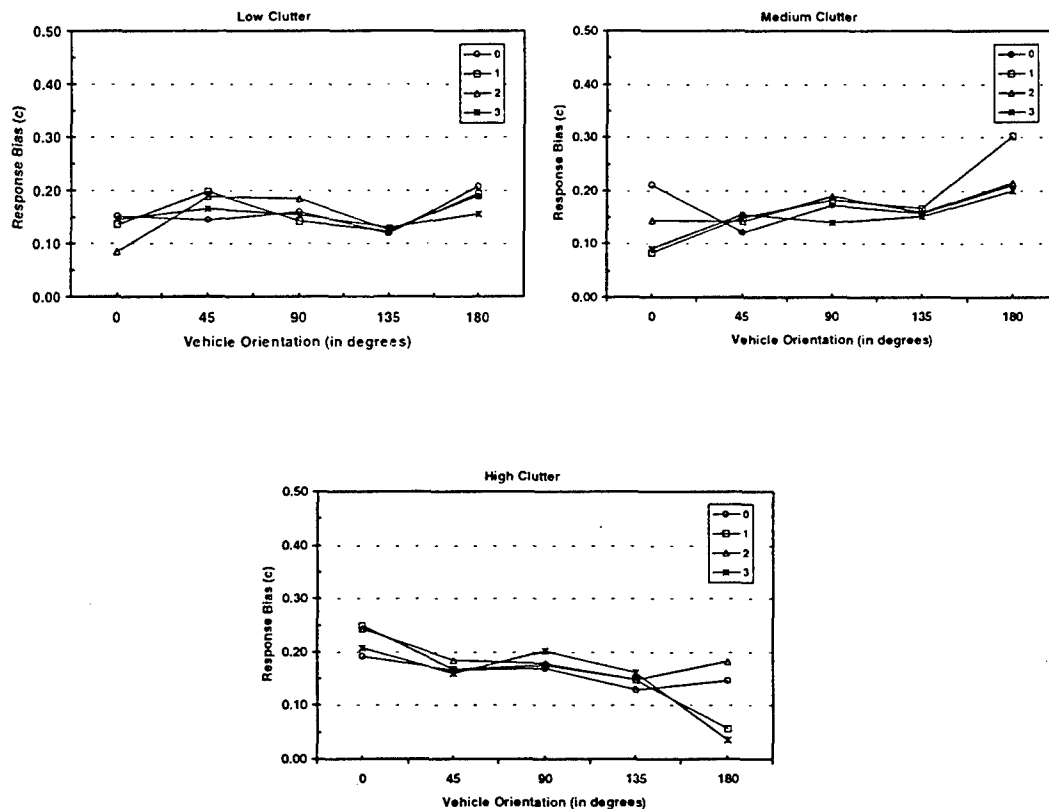 Low Clutter
0.50
0.40
0.30
0.20
0.10
0.00
Response Bias (c)
0
1
2
3
0 45 90 135 180
Vehicle Orientation (in degrees)
Medium Clutter
0.50
0.40
0.30
0.20
0.10
0.00
Response Bias (c)
0
1
2
3
0 45 90 135 180
Vehicle Orientation (in degrees)
High Clutter
0.50
0.40
0.30
0.20
0.10
0.00
Response Bias (c)
0
1
2
3
0 45 90 135 180
Vehicle Orientation (in degrees)